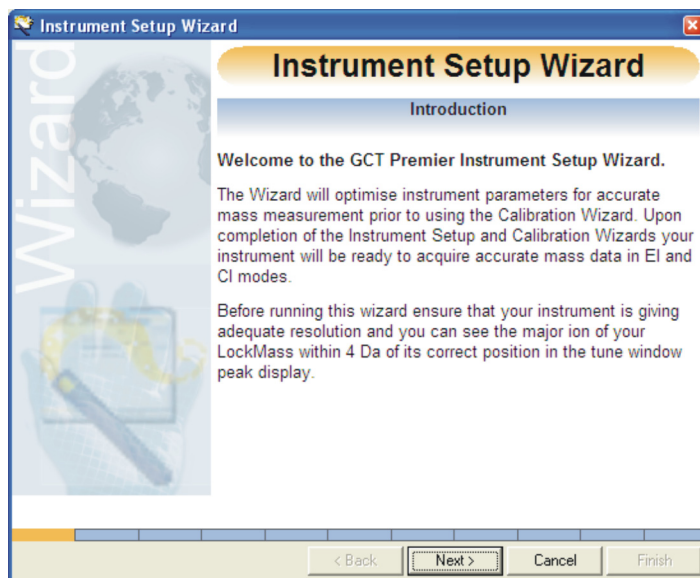 Instrument Setup Wizard
Wizard
Instrument Setup Wizard
Introduction
Welcome to the GCT Premier Instrument Setup Wizard.
The Wizard will optimise instrument parameters for accurate
mass measurement prior to using the Calibration Wizard. Upon
completion of the Instrument Setup and Calibration Wizards your
instrument will be ready to acquire accurate mass data in EI and
CI modes.
Before running this wizard ensure that your instrument is giving
adequate resolution and you can see the major ion of your
LockMass within 4 Da of its correct position in the tune window
peak display.
< Back
Next >
Cancel
Finish